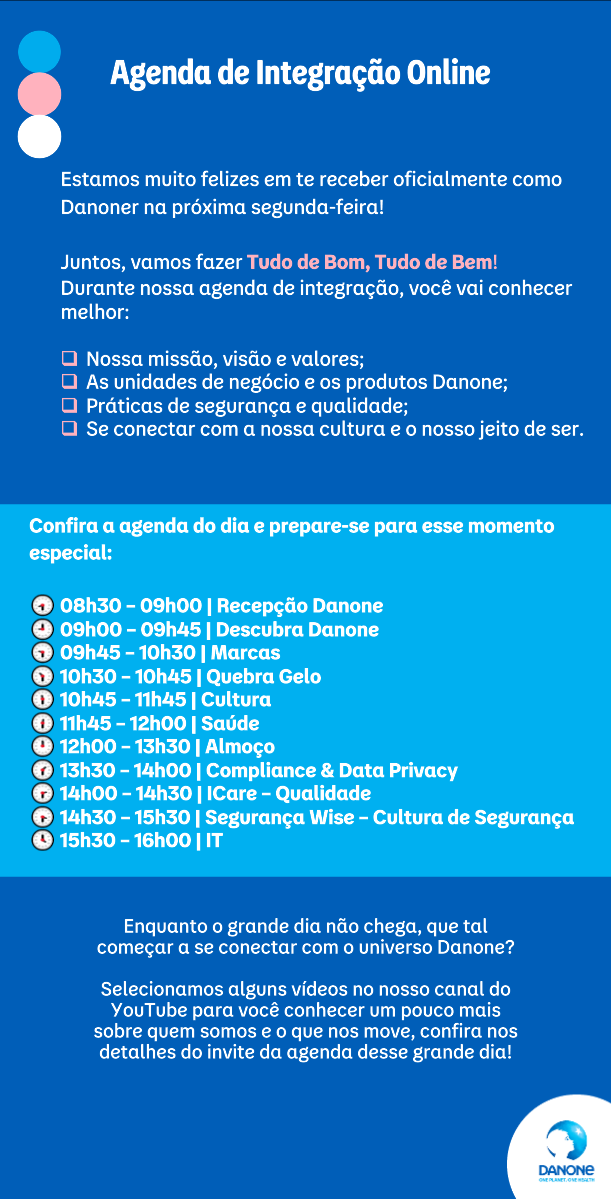 Agenda de Integração Online
Estamos muito felizes em te receber oficialmente como
Danoner na próxima segunda-feira!
Juntos, vamos fazer Tudo de Bom, Tudo de Bem!
Durante nossa agenda de integração, você vai conhecer
melhor:
Nossa missão, visão e valores;
As unidades de negócio e os produtos Danone;
Práticas de segurança e qualidade;
Se conectar com a nossa cultura e o nosso jeito de ser.
Confira a agenda do dia e prepare-se para esse momento
especial:
08h30 – 09h00 | Recepção Danone
09h00 – 09h45 | Descubra Danone
09h45 – 10h30 | Marcas
10h30 – 10h45 | Quebra Gelo
10h45 – 11h45 | Cultura
11h45 – 12h00 | Saúde
12h00 – 13h30 | Almoço
13h30 – 14h00 | Compliance & Data Privacy
14h00 – 14h30 | ICare – Qualidade
14h30 – 15h30 | Segurança Wise – Cultura de Segurança
15h30 – 16h00 | IT
Enquanto o grande dia não chega, que tal
começar a se conectar com o universo Danone?
Selecionamos alguns vídeos no nosso canal do
YouTube para você conhecer um pouco mais
sobre quem somos e o que nos move, confira nos
detalhes do invite da agenda desse grande dia!
DANONE
ONE PLANET. ONE HEALTH